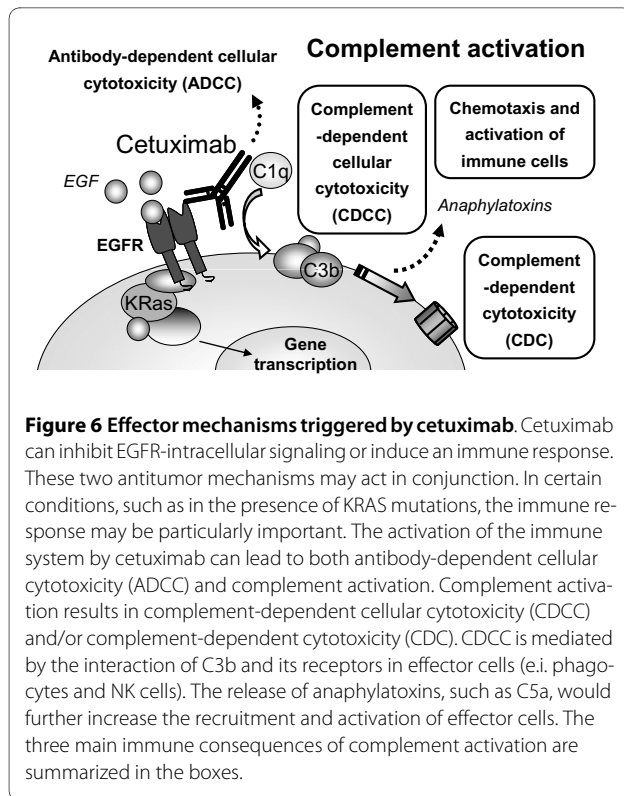 Complement activation
Antibody-dependent cellular
cytotoxicity (ADCC)
Complement
-dependent
cellular
cytotoxicity
(CDCC)
Chemotaxis and
activation of
immune cells
Cetuximab
C1q
EGF
EGFR
Anaphylatoxins
C3b
Complement
-dependent
cytotoxicity
(CDC)
KRas
Gene
transcription
Figure 6 Effector mechanisms triggered by cetuximab. Cetuximab
can inhibit EGFR-intracellular signaling or induce an immune response.
These two antitumor mechanisms may act in conjunction. In certain
conditions, such as in the presence of KRAS mutations, the immune re-
sponse may be particularly important. The activation of the immune
system by cetuximab can lead to both antibody-dependent cellular
cytotoxicity (ADCC) and complement activation. Complement activa-
tion results in complement-dependent cellular cytotoxicity (CDCC)
and/or complement-dependent cytotoxicity (CDC). CDCC is mediated
by the interaction of C3b and its receptors in effector cells (e.i. phago-
cytes and NK cells). The release of anaphylatoxins, such as C5a, would
further increase the recruitment and activation of effector cells. The
three main immune consequences of complement activation are
summarized in the boxes.